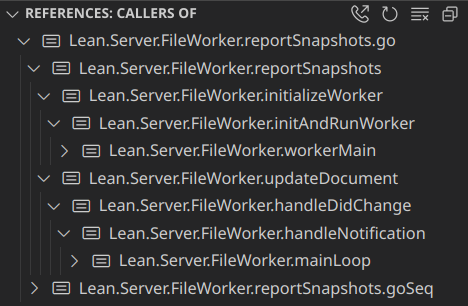 REFERENCES: CALLERS OF
Lean.Server.FileWorker.reportSnapshots.go
Lean.Server.FileWorker.reportSnapshots
Lean.Server.FileWorker.initializeWorker
Lean.Server.FileWorker.initAndRunWorker
Lean.Server.FileWorker.workerMain
Lean.Server.FileWorker.updateDocument
Lean.Server.FileWorker.handleDidChange
Lean.Server.FileWorker.handleNotification
Lean.Server.FileWorker.mainLoop
Lean.Server.FileWorker.reportSnapshots.goSeq